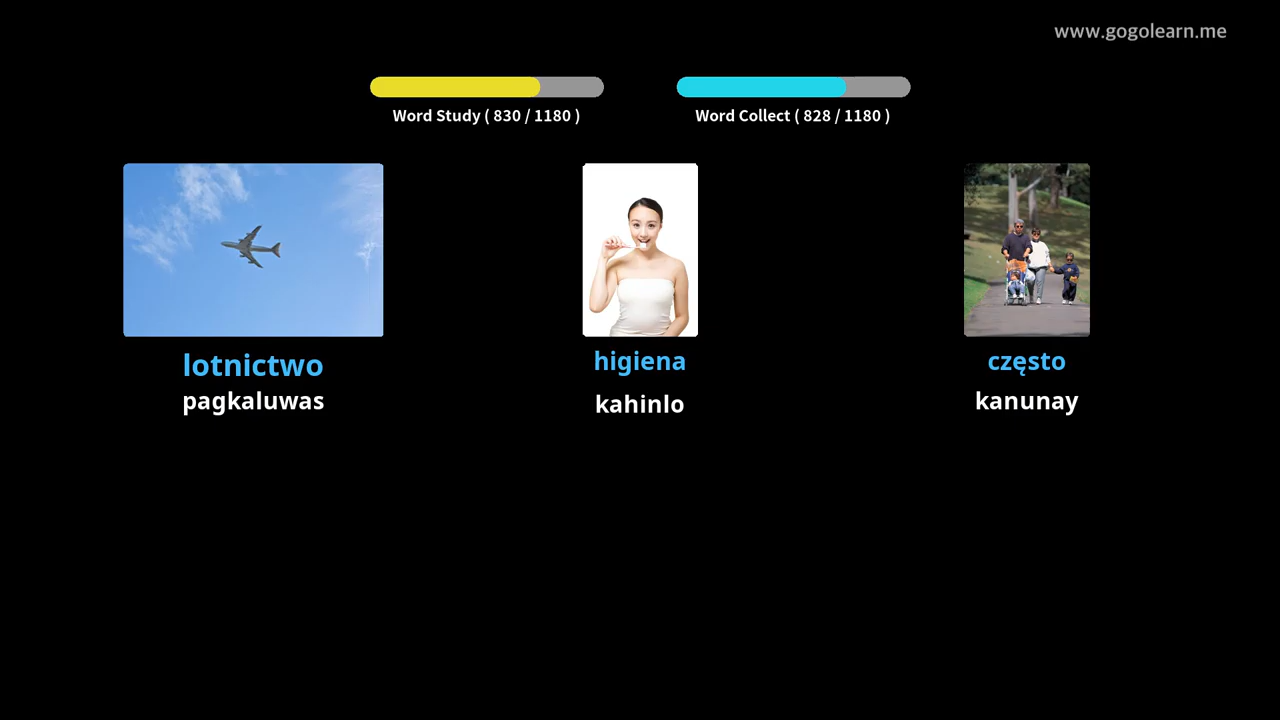 www.gogolearn.me
Word Study ( 830 / 1180 )
Word Collect ( 828 / 1180 )
lotnictwo
pagkaluwas
higiena
kahinlo
często
kanunay